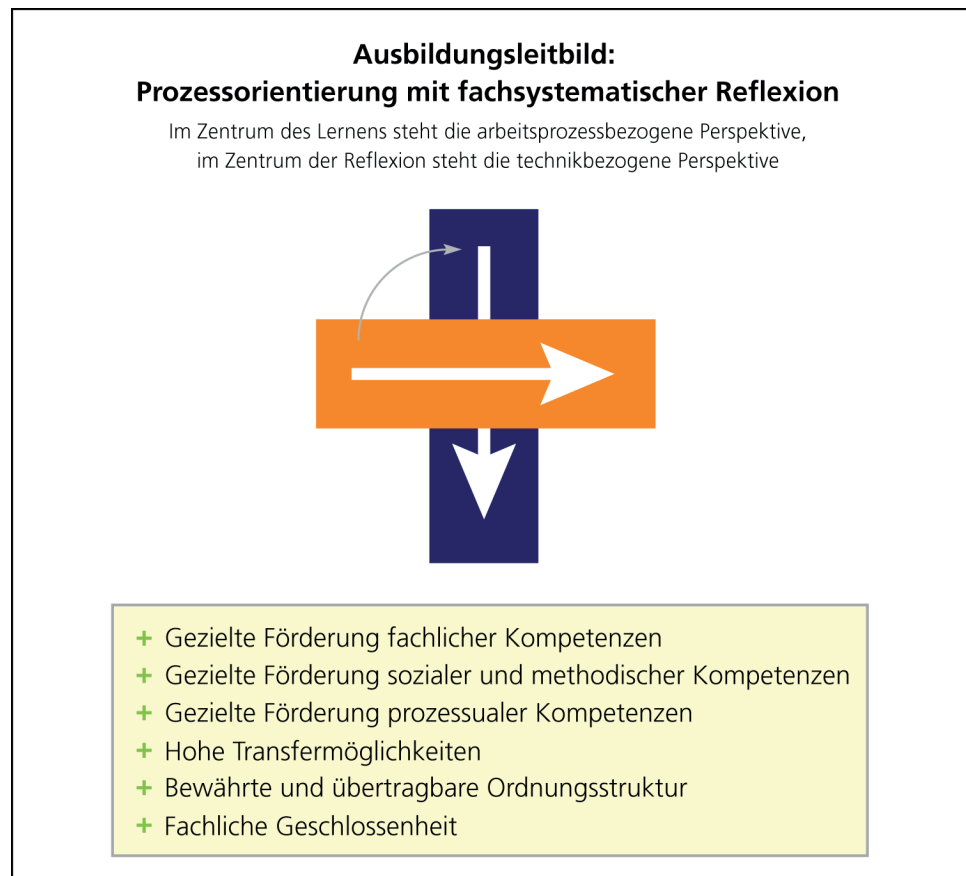 Ausbildungsleitbild:
Prozessorientierung mit fachsystematischer Reflexion
Im Zentrum des Lernens steht die arbeitsprozessbezogene Perspektive,
im Zentrum der Reflexion steht die technikbezogene Perspektive
+ Gezielte Förderung fachlicher Kompetenzen
+ Gezielte Förderung sozialer und methodischer Kompetenzen
+ Gezielte Förderung prozessualer Kompetenzen
+ Hohe Transfermöglichkeiten
+ Bewährte und übertragbare Ordnungsstruktur
+ Fachliche Geschlossenheit